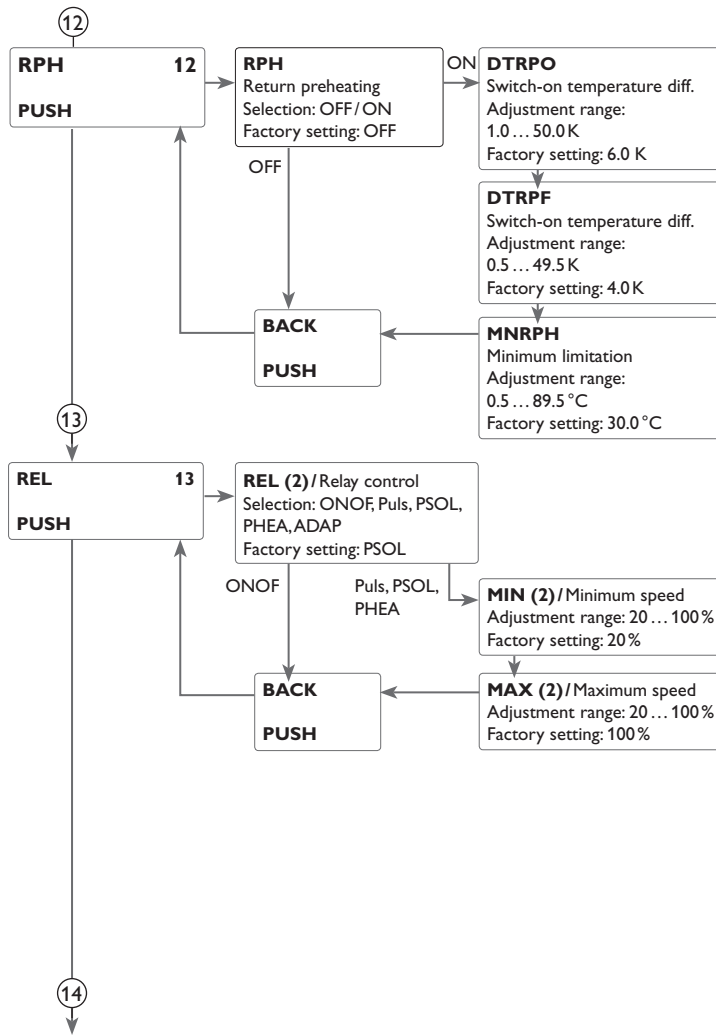 12
RPH 12
PUSH
RPH
Return preheating
Selection: OFF/ON
Factory setting: OFF
ON
OFF
DTRPO
Switch-on temperature diff.
Adjustment range:
1.0 … 50.0 K
Factory setting: 6.0 K
DTRPF
Switch-on temperature diff.
Adjustment range:
0.5 … 49.5 K
Factory setting: 4.0 K
MNRPH
Minimum limitation
Adjustment range:
0.5 … 89.5 °C
Factory setting: 30.0 °C
BACK
PUSH
13
REL 13
PUSH
REL (2)/Relay control
Selection: ONOF, Puls, PSOL,
PHEA, ADAP
Factory setting: PSOL
ONOF
Puls, PSOL,
PHEA
MIN (2)/Minimum speed
Adjustment range: 20 … 100%
Factory setting: 20%
MAX (2)/Maximum speed
Adjustment range: 20 … 100%
Factory setting: 100%
BACK
PUSH
14